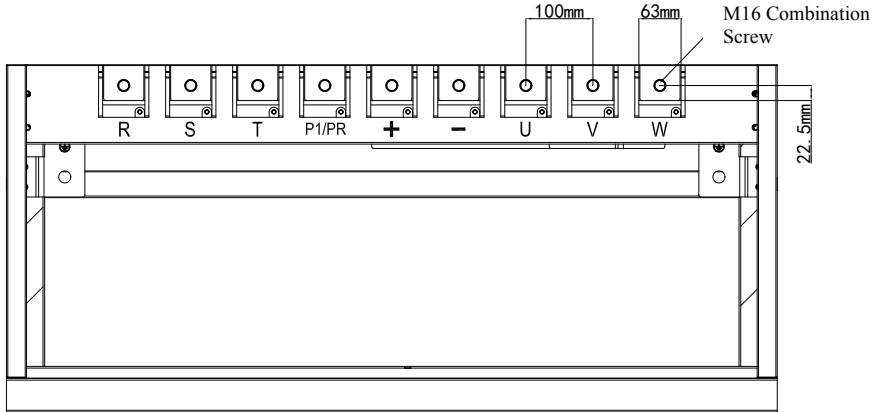 100mm 63mm M16 Combination
Screw
22.5mm
R S T P1/PR + - U V W